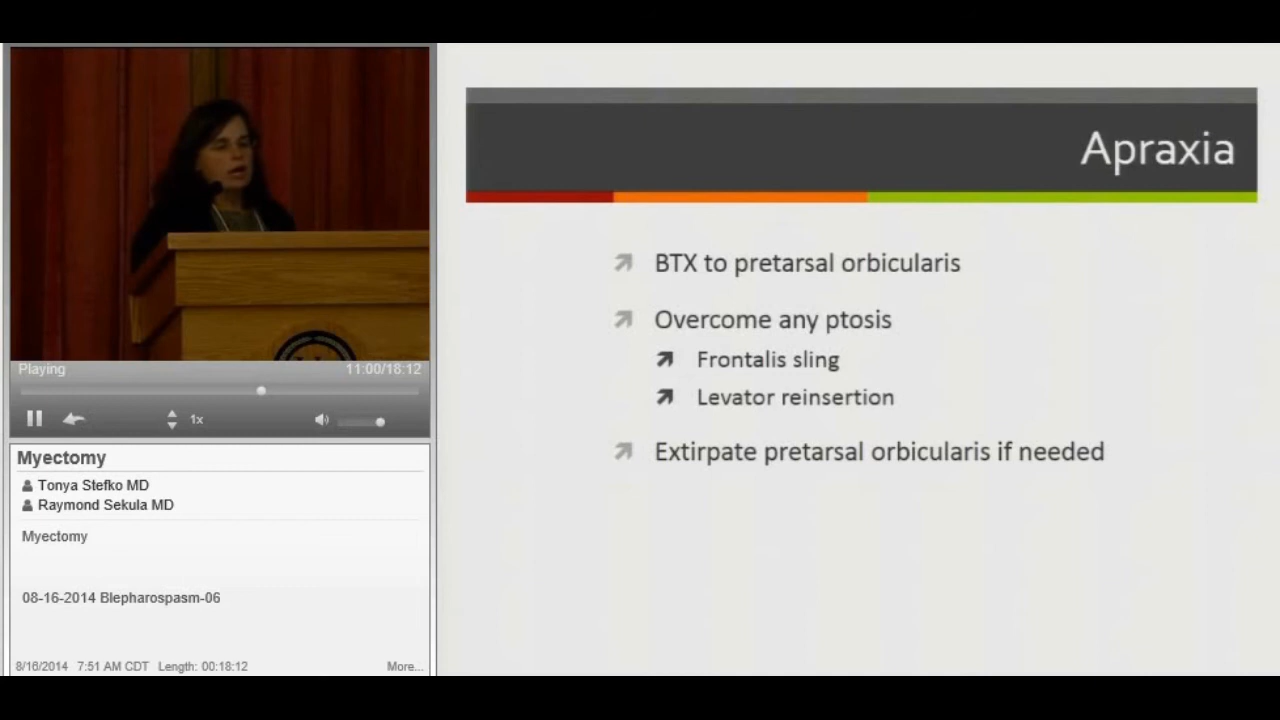 Playing
11:00/18:12
1x
Myectomy
Tonya Stefko MD
Raymond Sekula MD
Myectomy
08-16-2014 Blepharospasm-06
8/16/2014 7:51 AM CDT Length: 00:18:12
More...
Apraxia
BTX to pretarsal orbicularis
Overcome any ptosis
Frontalis sling
Levator reinsertion
Extirpate pretarsal orbicularis if needed